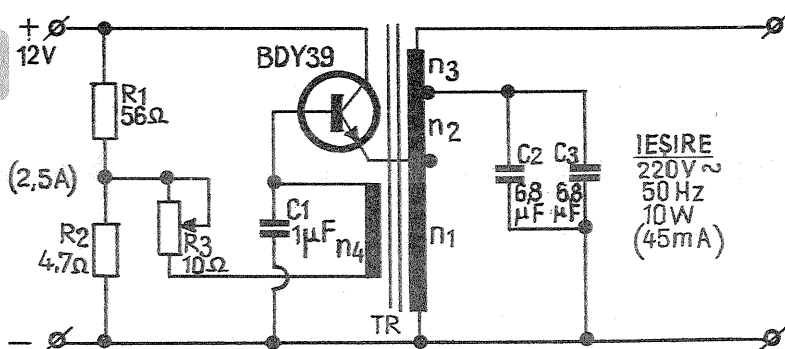 +
12V
BDY39
n3
R1
56Ω
n2
C2
6,8
μF
C3
6,8
μF
IEȘIRE
220V~
50Hz
10W
(45mA)
(2,5A)
C1
1μF
n4
n1
R2
4,7Ω
R3
10Ω
TR
−